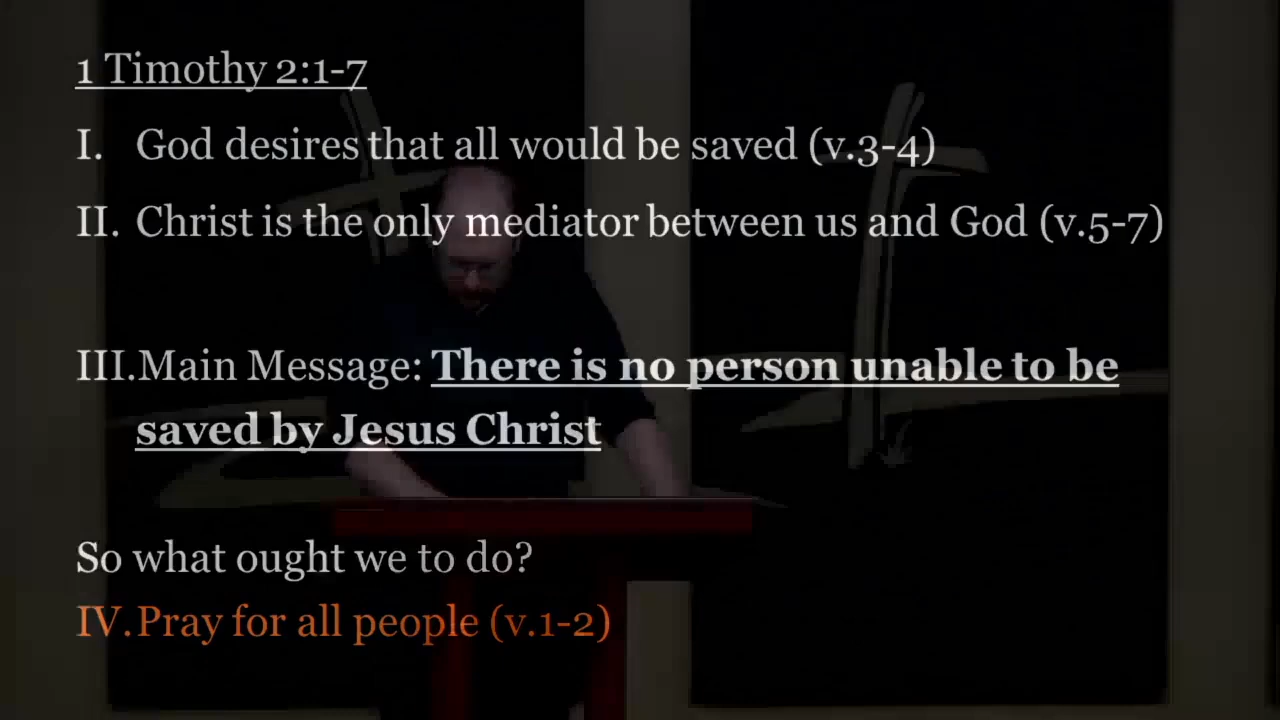 1 Timothy 2:1-7
I. God desires that all would be saved (v.3-4)
II. Christ is the only mediator between us and God (v.5-7)
III.Main Message: There is no person unable to be
saved by Jesus Christ
So what ought we to do?
IV.Pray for all people (v.1-2)